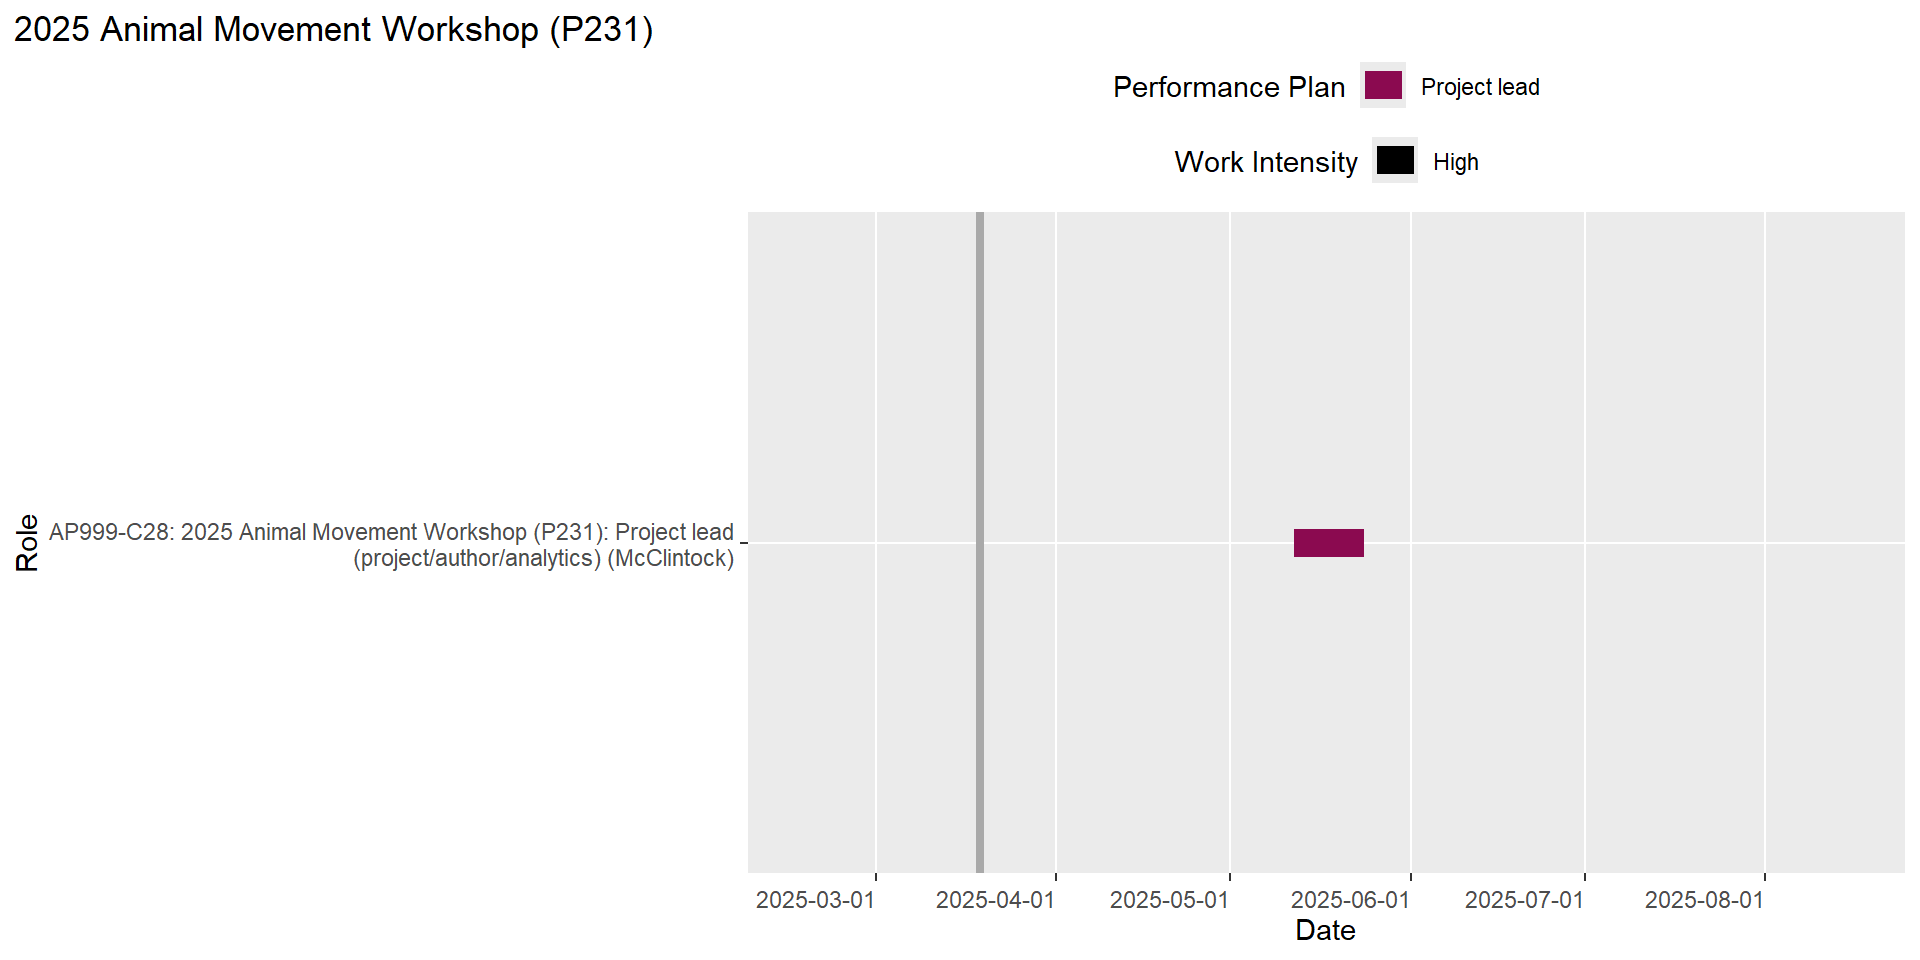 2025 Animal Movement Workshop (P231)
Performance Plan
Project lead
Work Intensity
High
Role
AP999-C28: 2025 Animal Movement Workshop (P231): Project lead
(project/author/analytics) (McClintock)
2025-03-01
2025-04-01
2025-05-01
2025-06-01
2025-07-01
2025-08-01
Date